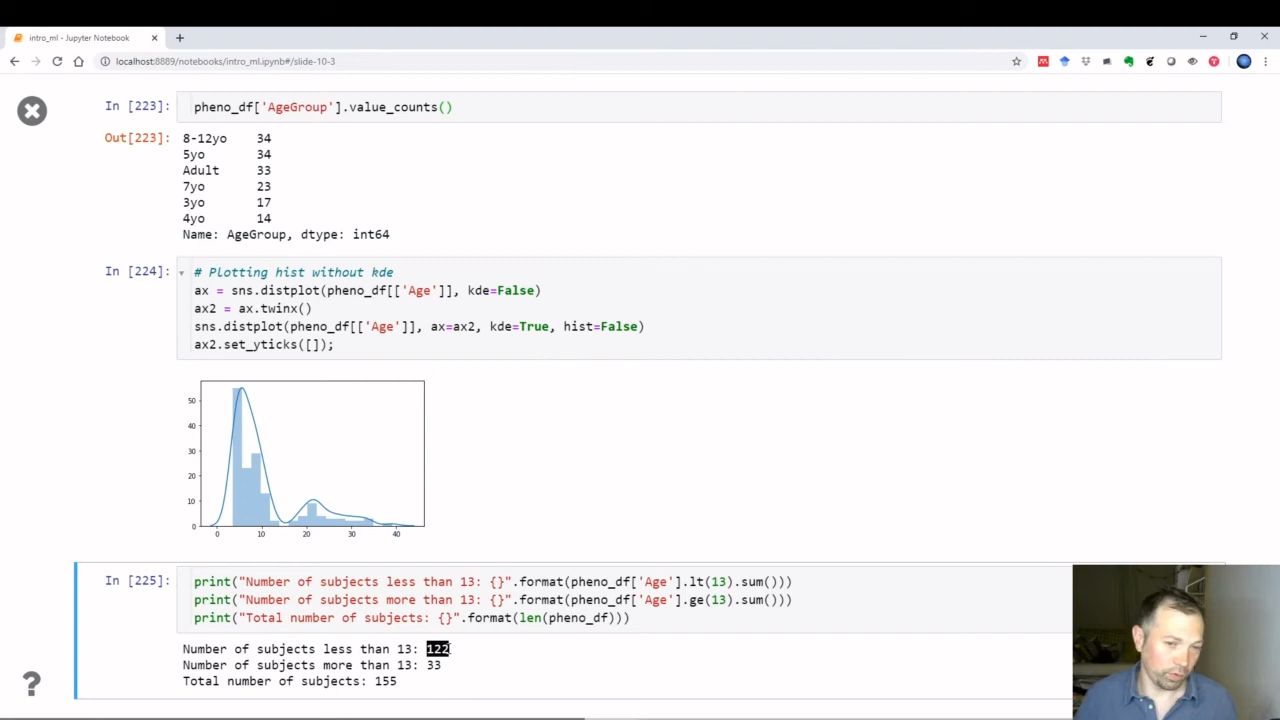 intro_ml - Jupyter Notebook
localhost:8889/notebooks/intro_ml.ipynb#/slide-10-3
In [223]: pheno_df['AgeGroup'].value_counts()
Out[223]: 8-12yo 34
5yo 34
Adult 33
7yo 23
3yo 17
4yo 14
Name: AgeGroup, dtype: int64
In [224]: # Plotting hist without kde
ax = sns.distplot(pheno_df[['Age']], kde=False)
ax2 = ax.twinx()
sns.distplot(pheno_df[['Age']], ax=ax2, kde=True, hist=False)
ax2.set_yticks([]);
50
40
30
20
10
0
0 10 20 30 40
In [225]: print("Number of subjects less than 13: {}".format(pheno_df['Age'].lt(13).sum()))
print("Number of subjects more than 13: {}".format(pheno_df['Age'].ge(13).sum()))
print("Total number of subjects: {}".format(len(pheno_df)))
Number of subjects less than 13: 122
Number of subjects more than 13: 33
Total number of subjects: 155
?